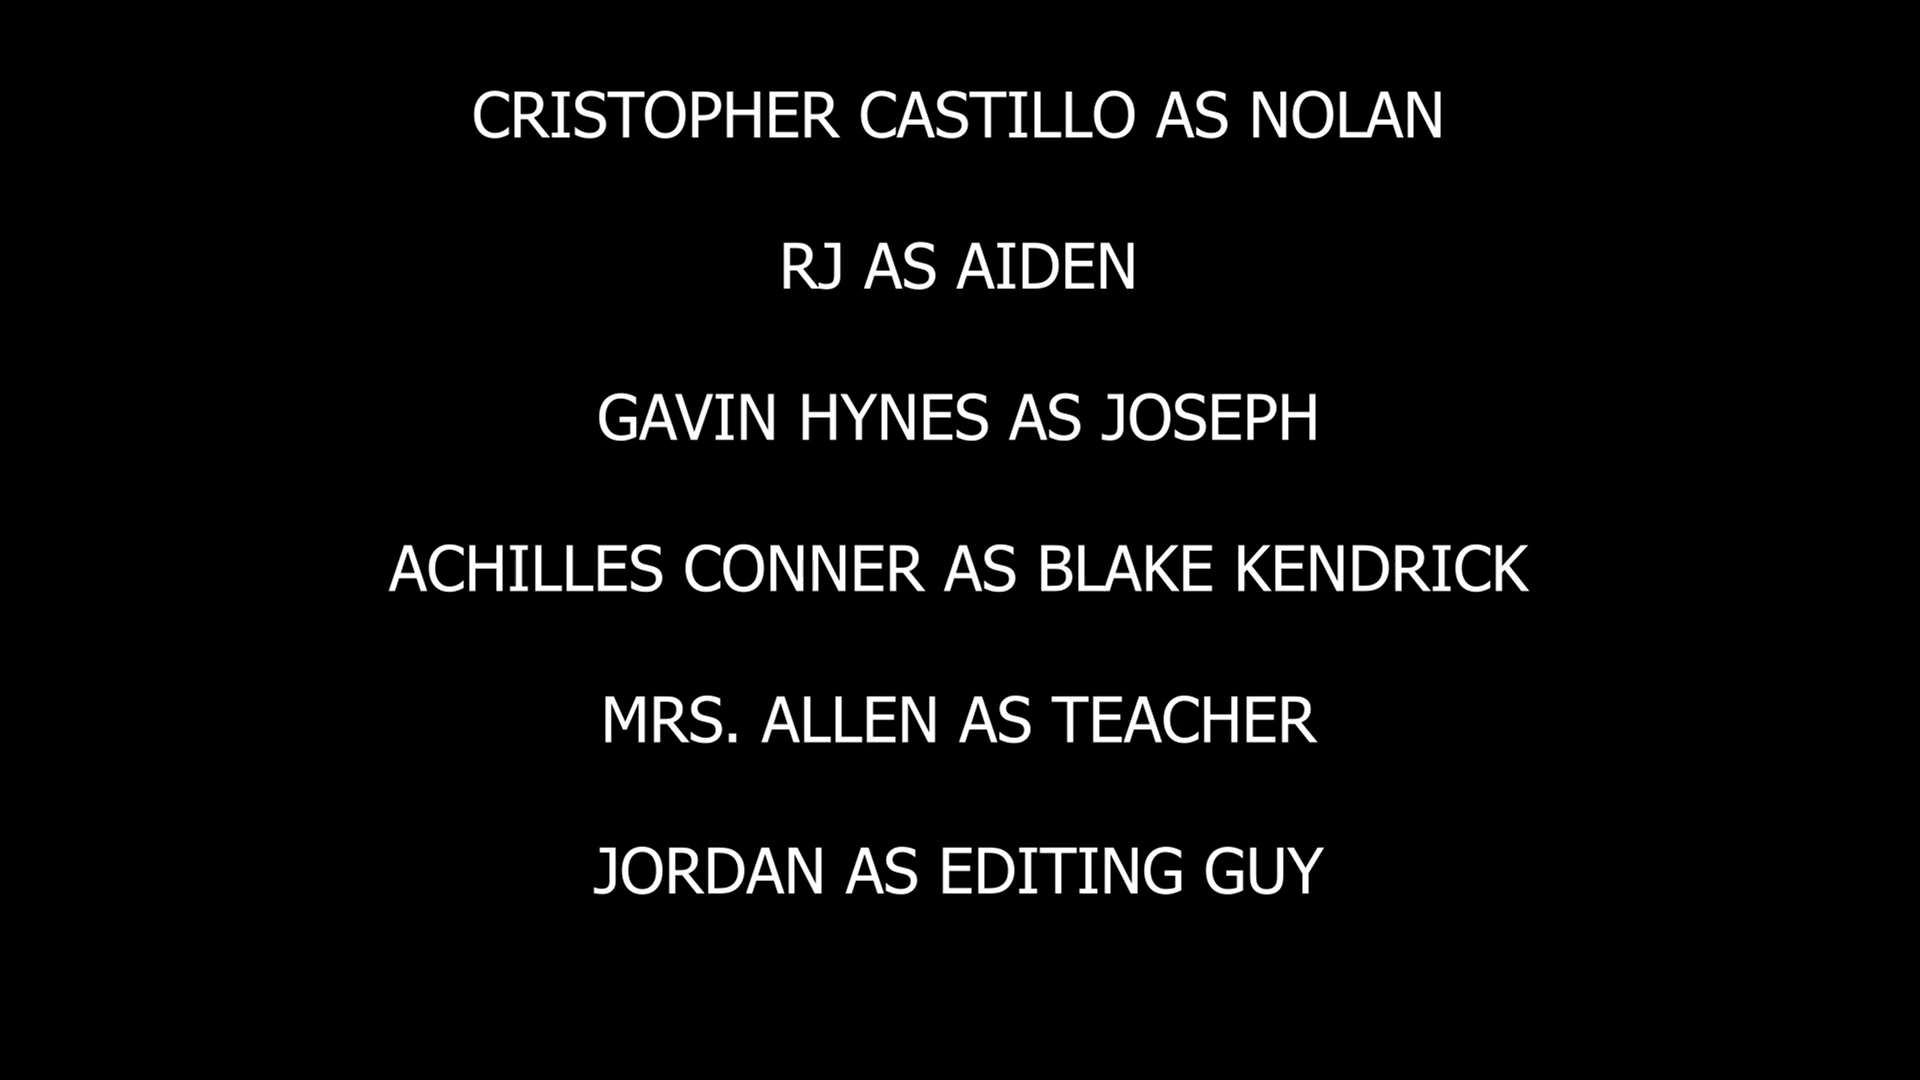 CRISTOPHER CASTILLO AS NOLAN
RJ AS AIDEN
GAVIN HYNES AS JOSEPH
ACHILLES CONNER AS BLAKE KENDRICK
MRS. ALLEN AS TEACHER
JORDAN AS EDITING GUY